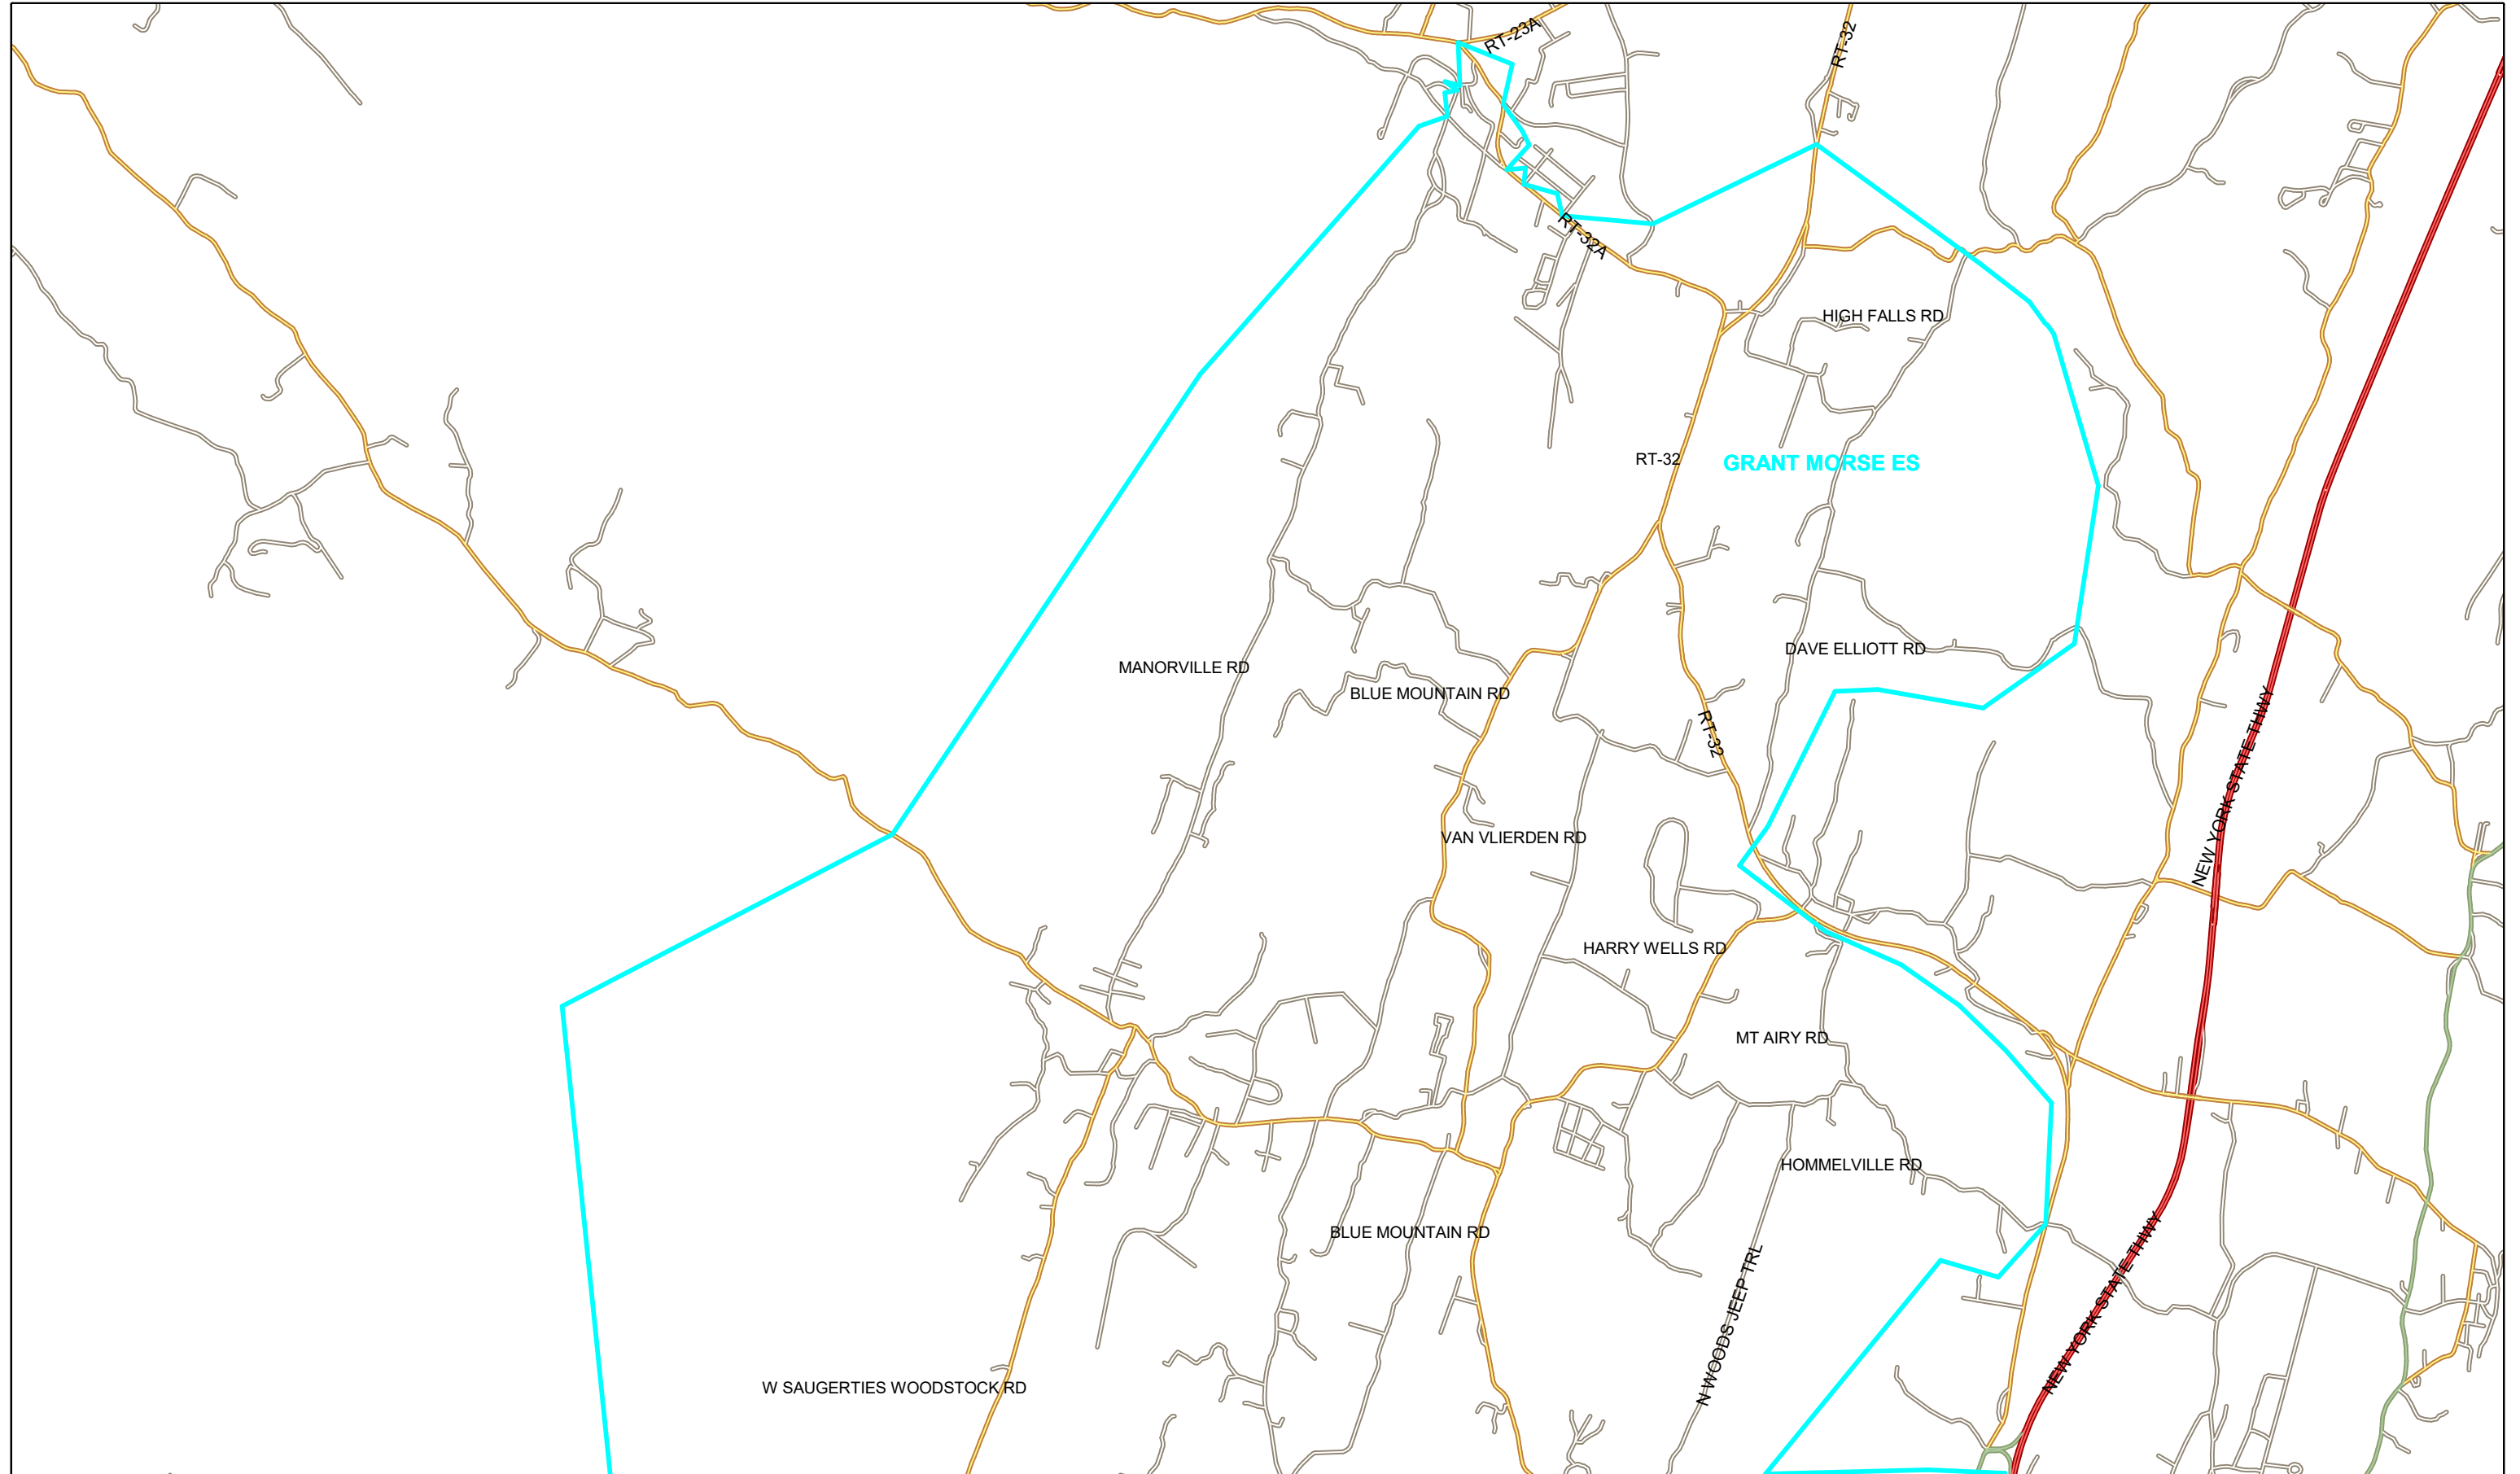 RT-23A
RT-32
RT-32A
HIGH FALLS RD
RT-32
GRANT MORSE ES
DAVE ELLIOTT RD
MANORVILLE RD
BLUE MOUNTAIN RD
RT-32
NEW YORK STATE THWY
VAN VLIERDEN RD
HARRY WELLS RD
MT AIRY RD
HOMMELVILLE RD
BLUE MOUNTAIN RD
N WOODS JEEP TRL
NEW YORK STATE THWY
W SAUGERTIES WOODSTOCK RD